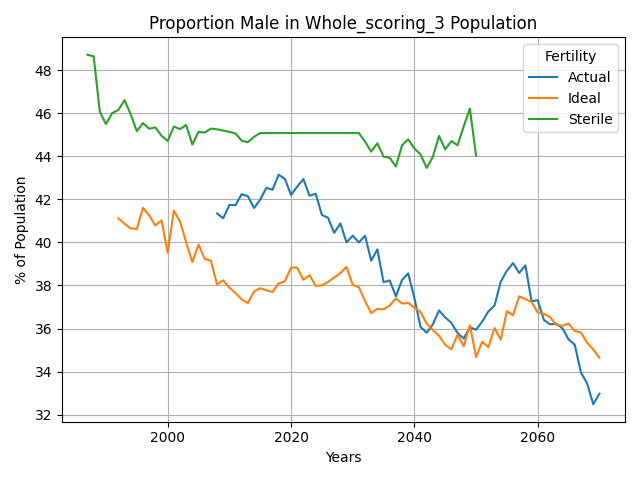 Proportion Male in Whole_scoring_3 Population
Fertility
Actual
Ideal
Sterile
% of Population
48
46
44
42
40
38
36
34
32
2000
2020
2040
2060
Years